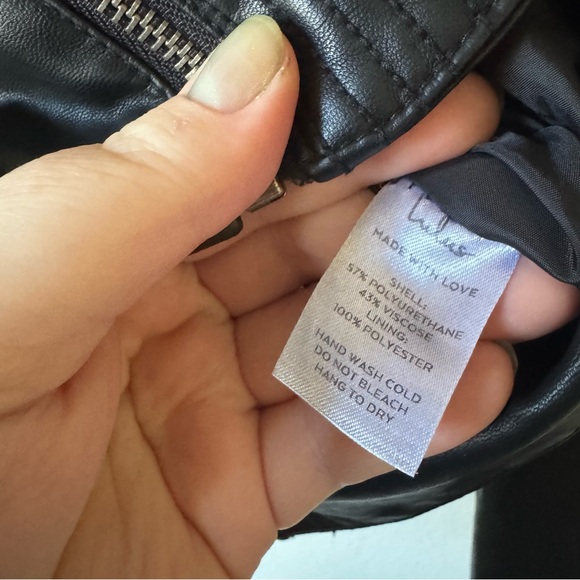 Lulus
MADE WITH LOVE
SHELL:
57% POLYURETHANE
43% VISCOSE
LINING:
100% POLYESTER
HAND WASH COLD
DO NOT BLEACH
HANG TO DRY